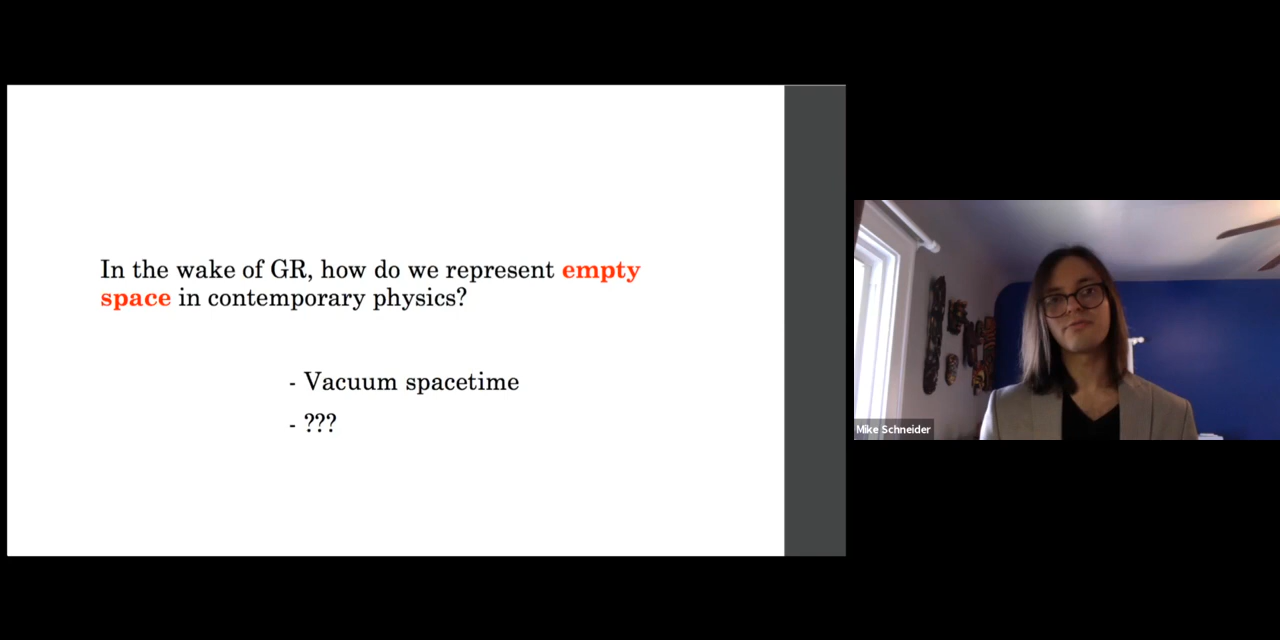 In the wake of GR, how do we represent empty
space in contemporary physics?
- Vacuum spacetime
- ???
Mike Schneider